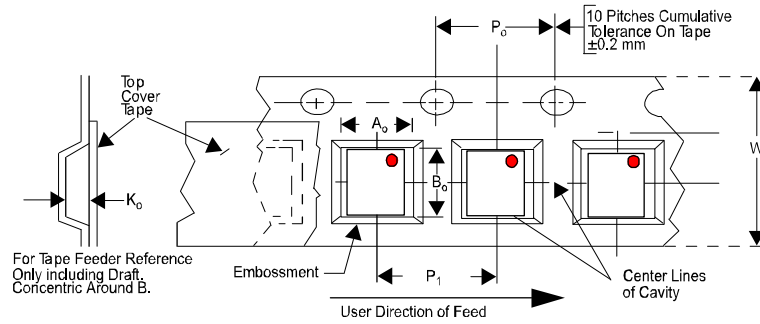 10 Pitches Cumulative
Tolerance On Tape
±0.2 mm
Po
Top
Cover
Tape
Ao
W
Bo
Ko
For Tape Feeder Reference
Only including Draft.
Concentric Around B.
Embossment
P1
Center Lines
of Cavity
User Direction of Feed